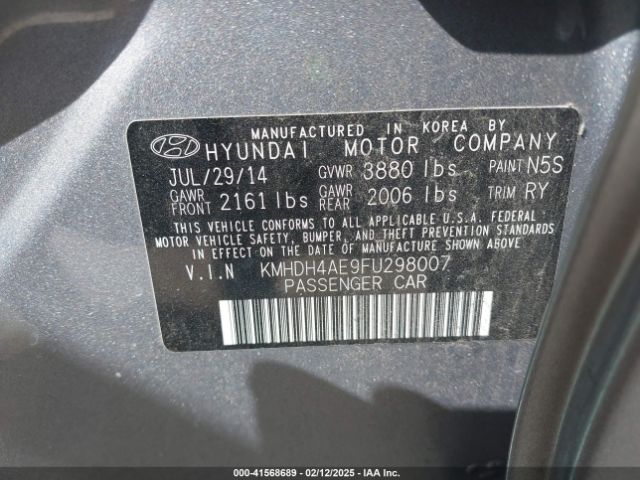 MANUFACTURED IN KOREA BY
HYUNDAI MOTOR COMPANY
JUL/29/14 GVWR 3880 lbs PAINT N5S
GAWR FRONT 2161 lbs GAWR REAR 2006 lbs TRIM RY
THIS VEHICLE CONFORMS TO ALL APPLICABLE U.S.A. FEDERAL
MOTOR VEHICLE SAFETY, BUMPER, AND THEFT PREVENTION STANDARDS
IN EFFECT ON THE DATE OF MANUFACTURE SHOWN ABOVE.
V.I.N KMHDH4AE9FU298007
PASSENGER CAR
000-41568689 - 02/12/2025 - IAAI.COM